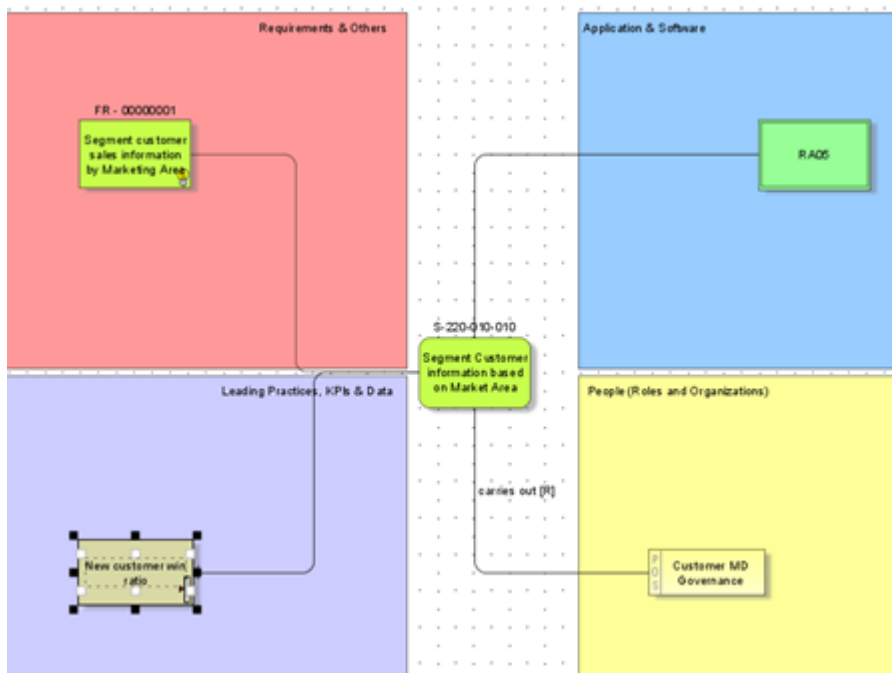 Requirements & Others
Application & Software
FR - 00000001
Segment customer
sales information
by Marketing Area
RA05
S-220-010-010
Segment Customer
information based
on Market Area
Leading Practices, KPIs & Data
People (Roles and Organizations)
carries out [R]
New customer win
ratio
POS
Customer MD
Governance